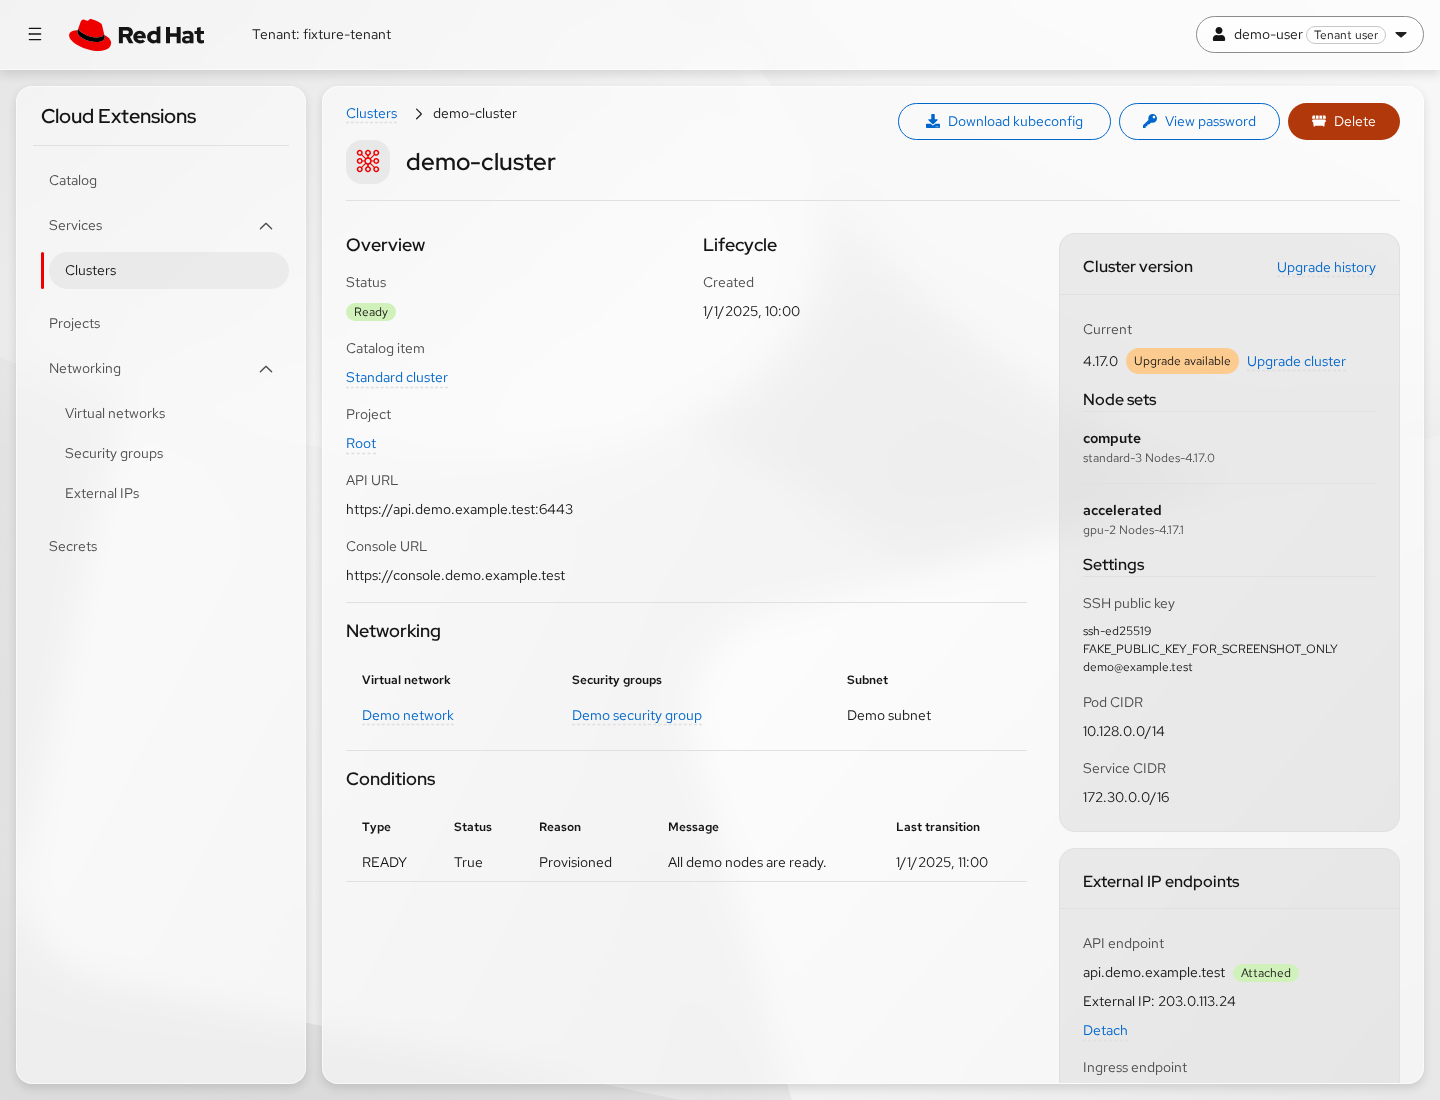 Red Hat
Tenant: fixture-tenant
demo-user Tenant user
Cloud Extensions
Catalog
Services
Clusters
Projects
Networking
Virtual networks
Security groups
External IPs
Secrets
Clusters demo-cluster
Download kubeconfig
View password
Delete
demo-cluster
Overview
Status
Ready
Catalog item
Standard cluster
Project
Root
API URL
https://api.demo.example.test:6443
Console URL
https://console.demo.example.test
Lifecycle
Created
1/1/2025, 10:00
Networking
Virtual network Security groups Subnet
Demo network Demo security group Demo subnet
Conditions
Type Status Reason Message Last transition
READY True Provisioned All demo nodes are ready. 1/1/2025, 11:00
Cluster version Upgrade history
Current
4.17.0 Upgrade available Upgrade cluster
Node sets
compute
standard-3 Nodes-4.17.0
accelerated
gpu-2 Nodes-4.17.1
Settings
SSH public key
ssh-ed25519
FAKE_PUBLIC_KEY_FOR_SCREENSHOT_ONLY
demo@example.test
Pod CIDR
10.128.0.0/14
Service CIDR
172.30.0.0/16
External IP endpoints
API endpoint
api.demo.example.test Attached
External IP: 203.0.113.24
Detach
Ingress endpoint